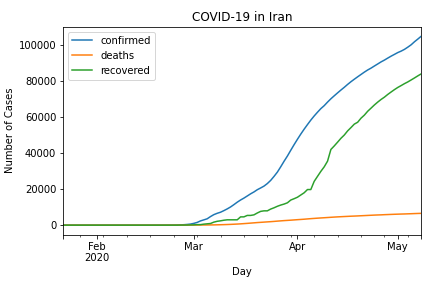 COVID-19 in Iran
confirmed
deaths
recovered
Number of Cases
100000
80000
60000
40000
20000
0
Feb
2020
Mar
Apr
May
Day